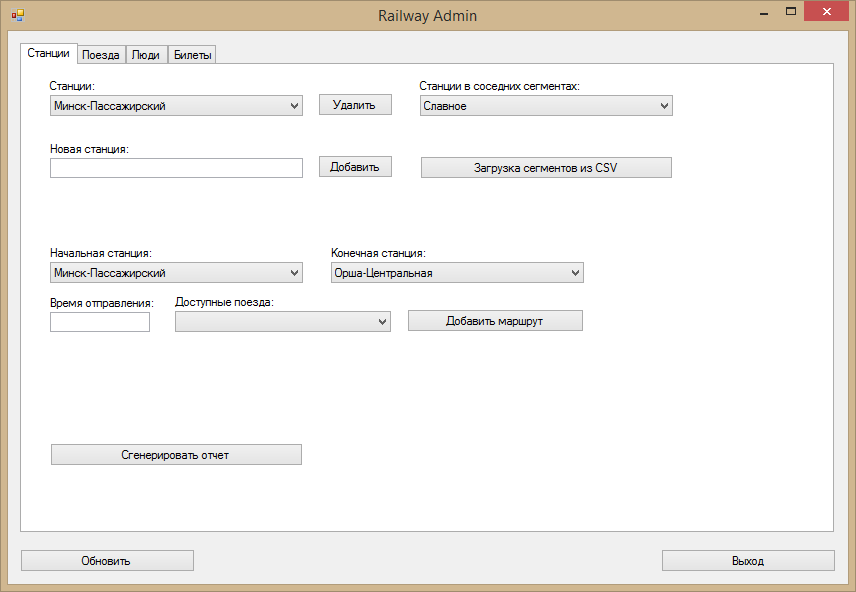 Railway Admin
Станции Поезда Люди Билеты
Станции: Станции в соседних сегментах:
Минск-Пассажирский Удалить Славное
Новая станция:
Добавить Загрузка сегментов из CSV
Начальная станция: Конечная станция:
Минск-Пассажирский Орша-Центральная
Время отправления: Доступные поезда:
Добавить маршрут
Сгенерировать отчет
Обновить Выход